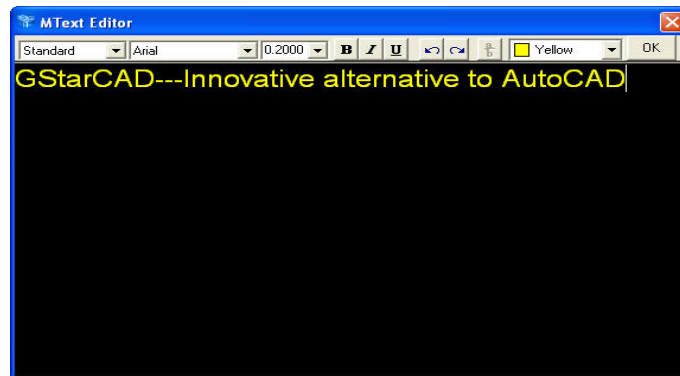 MText Editor
Standard Arial 0.2000 B I U Yellow OK
GStarCAD---Innovative alternative to AutoCAD